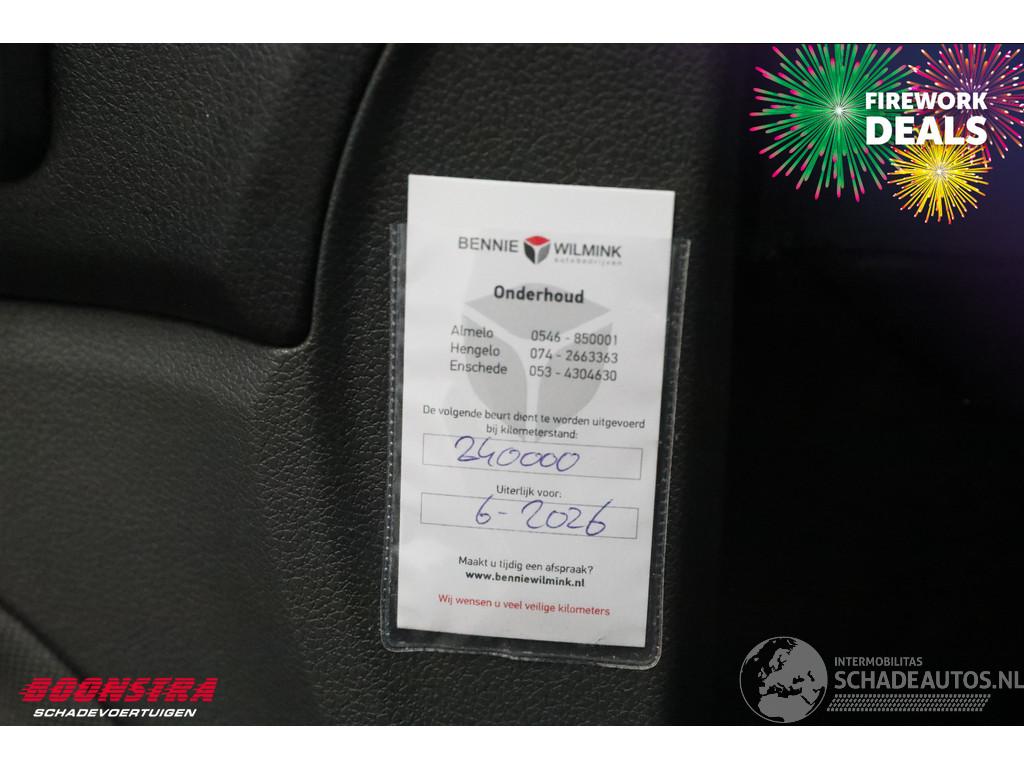 FIREWORK
DEALS
BENNIE WILMINK
autobedrijven
Onderhoud
Almelo 0546 - 850001
Hengelo 074 - 2663363
Enschede 053 - 4304630
De volgende beurt dient te worden uitgevoerd
bij kilometerstand:
240000
Uiterlijk voor:
6-2026
Maakt u tijdig een afspraak?
www.benniewilmink.nl
Wij wensen u veel veilige kilometers
BOONSTRA
SCHADEVOERTUIGEN
INTERMOBILITAS
SCHADEAUTOS.NL